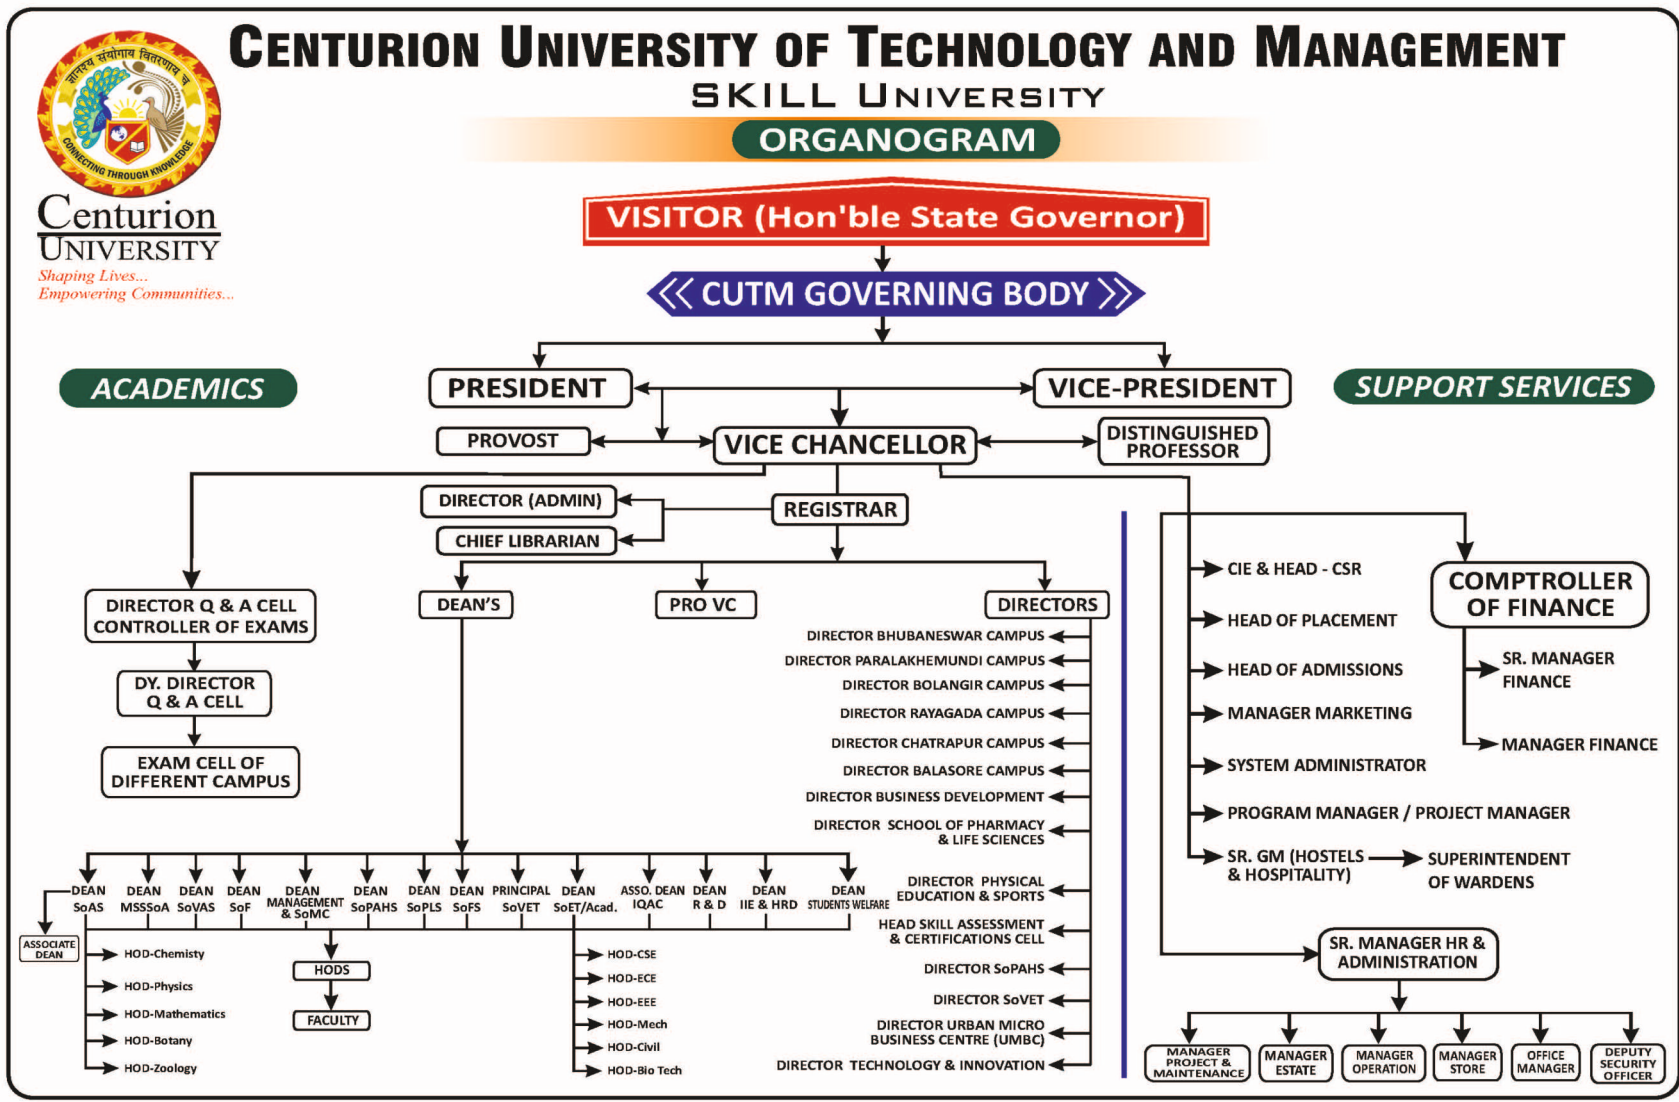 CENTURION UNIVERSITY OF TECHNOLOGY AND MANAGEMENT
SKILL UNIVERSITY
ORGANOGRAM
ज्ञानश्य संयोगाय वितरणाय च
CONNECTING THROUGH KNOWLEDGE
Centurion
UNIVERSITY
Shaping Lives...
Empowering Communities...
VISITOR (Hon'ble State Governor)
CUTM GOVERNING BODY
ACADEMICS
PRESIDENT
VICE-PRESIDENT
SUPPORT SERVICES
PROVOST
VICE CHANCELLOR
DISTINGUISHED
PROFESSOR
DIRECTOR (ADMIN)
REGISTRAR
CHIEF LIBRARIAN
DIRECTOR Q & A CELL
CONTROLLER OF EXAMS
DY. DIRECTOR
Q & A CELL
EXAM CELL OF
DIFFERENT CAMPUS
DEAN'S
PRO VC
DIRECTORS
DIRECTOR BHUBANESWAR CAMPUS
DIRECTOR PARALAKHEMUNDI CAMPUS
DIRECTOR BOLANGIR CAMPUS
DIRECTOR RAYAGADA CAMPUS
DIRECTOR CHATRAPUR CAMPUS
DIRECTOR BALASORE CAMPUS
DIRECTOR BUSINESS DEVELOPMENT
DIRECTOR SCHOOL OF PHARMACY
& LIFE SCIENCES
DIRECTOR PHYSICAL
EDUCATION & SPORTS
HEAD SKILL ASSESSMENT
& CERTIFICATIONS CELL
DIRECTOR SoPAHS
DIRECTOR SoVET
DIRECTOR URBAN MICRO
BUSINESS CENTRE (UMBC)
DIRECTOR TECHNOLOGY & INNOVATION
DEAN
SoAS
DEAN
MSSSoA
DEAN
SoVAS
DEAN
SoF
DEAN
MANAGEMENT
& SoMC
DEAN
SoPAHS
DEAN
SoPLS
DEAN
SoFS
PRINCIPAL
SoVET
DEAN
SoET/Acad.
ASSO. DEAN
IQAC
DEAN
R & D
DEAN
IIE & HRD
DEAN
STUDENTS WELFARE
ASSOCIATE
DEAN
HOD-Chemisty
HOD-Physics
HOD-Mathematics
HOD-Botany
HOD-Zoology
HODS
FACULTY
HOD-CSE
HOD-ECE
HOD-EEE
HOD-Mech
HOD-Civil
HOD-Bio Tech
CIE & HEAD - CSR
HEAD OF PLACEMENT
HEAD OF ADMISSIONS
MANAGER MARKETING
SYSTEM ADMINISTRATOR
PROGRAM MANAGER / PROJECT MANAGER
SR. GM (HOSTELS
& HOSPITALITY)
SUPERINTENDENT
OF WARDENS
COMPTROLLER
OF FINANCE
SR. MANAGER
FINANCE
MANAGER FINANCE
SR. MANAGER HR &
ADMINISTRATION
MANAGER
PROJECT &
MAINTENANCE
MANAGER
ESTATE
MANAGER
OPERATION
MANAGER
STORE
OFFICE
MANAGER
DEPUTY
SECURITY
OFFICER